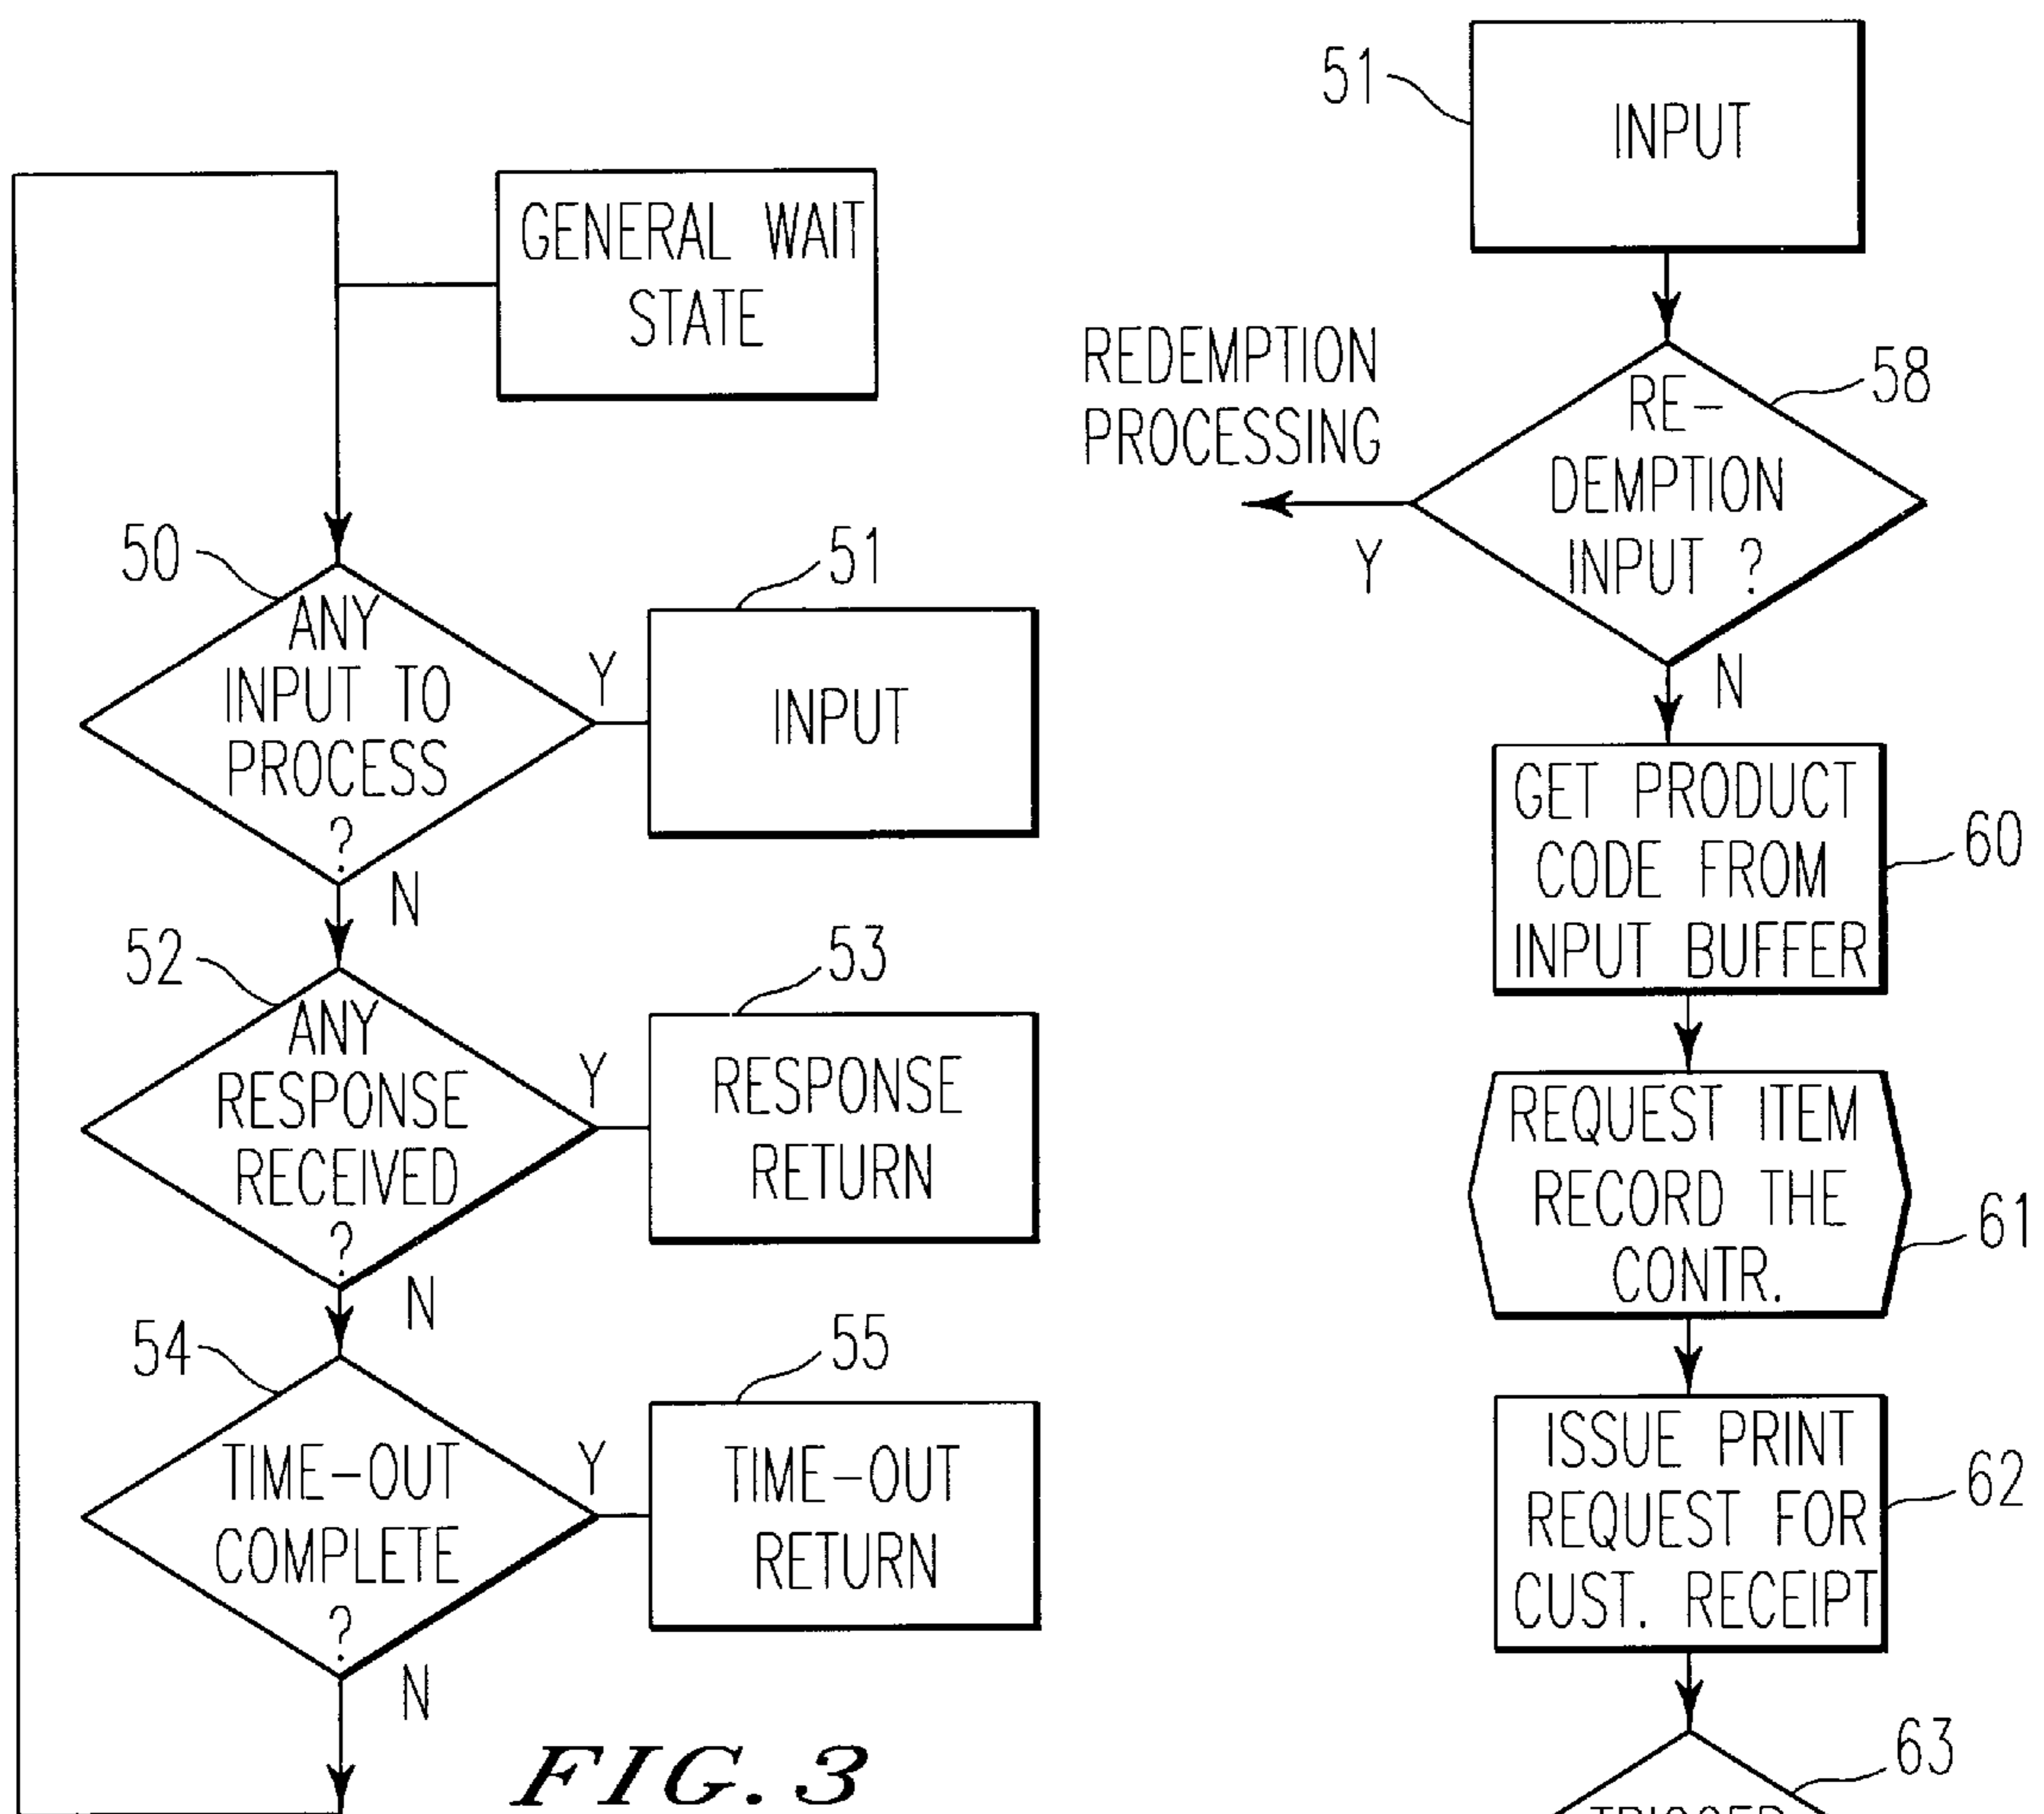 GENERAL WAIT
STATE
50
ANY
INPUT TO
PROCESS
?
Y
51
INPUT
N
52
ANY
RESPONSE
RECEIVED
?
Y
53
RESPONSE
RETURN
N
54
TIME-OUT
COMPLETE
?
Y
55
TIME-OUT
RETURN
N
FIG. 3
51
INPUT
REDEMPTION
PROCESSING
Y
58
RE-
DEMPTION
INPUT ?
N
GET PRODUCT
CODE FROM
INPUT BUFFER
60
REQUEST ITEM
RECORD THE
CONTR.
61
ISSUE PRINT
REQUEST FOR
CUST. RECEIPT
62
63